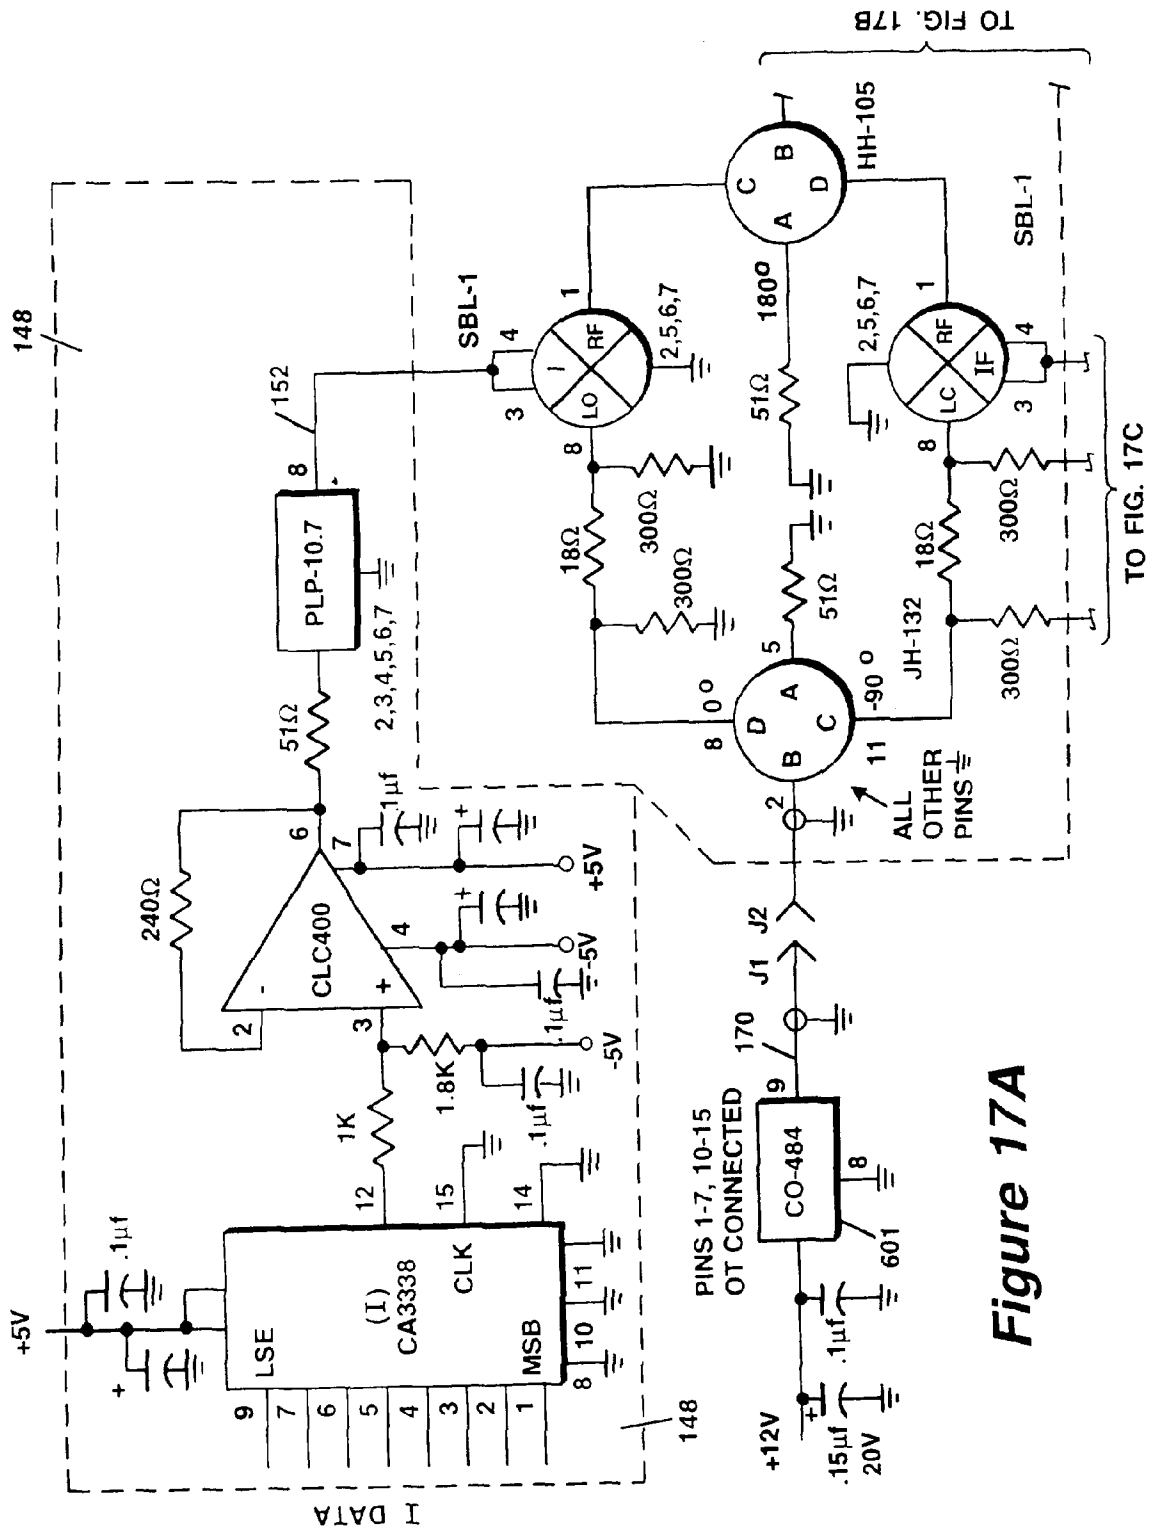 148
+5V
.1µf
+
9
7
6
5
4
3
2
1
I DATA
LSE
(I)
CA3338
CLK
MSB
8
10
11
12
15
14
148
1K
1.8K
.1µf
-5V
240Ω
2
3
-
+
CLC400
6
7
4
.1µf
+
+5V
+
-5V
.1µf
51Ω
PLP-10.7
8
2,3,4,5,6,7
152
SBL-1
3
4
I
LO
RF
8
1
2,5,6,7
18Ω
300Ω
300Ω
0°
8
D
A
B
C
5
2
11
-90°
JH-132
ALL
OTHER
PINS
51Ω
51Ω
180°
C
B
A
D
HH-105
TO FIG. 17B
2,5,6,7
RF
LC
IF
1
8
3
4
SBL-1
18Ω
300Ω
300Ω
TO FIG. 17C
J1
J2
170
9
PINS 1-7, 10-15
OT CONNECTED
CO-484
8
601
+12V
+
.15µf
20V
.1µf
Figure 17A